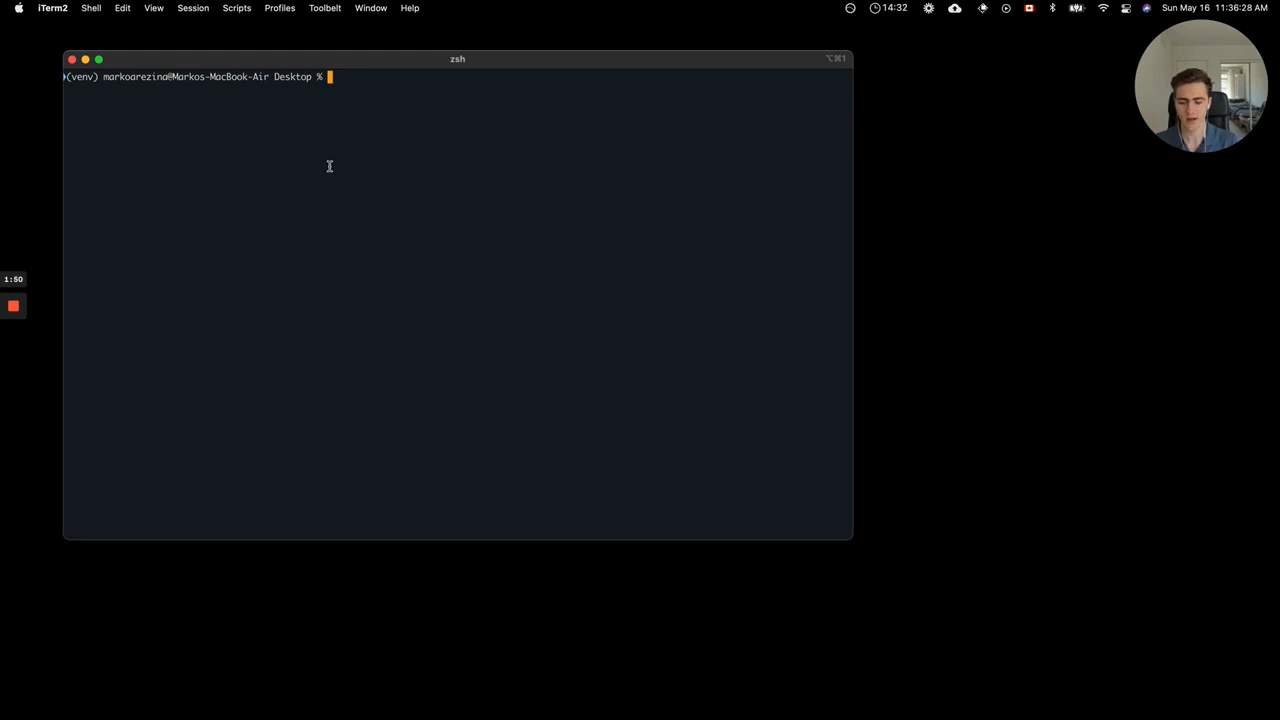 iTerm2 Shell Edit View Session Scripts Profiles Toolbelt Window Help 14:32 Sun May 16 11:36:28 AM
zsh ⌥⌘1
(venv) markoarezina@Markos-MacBook-Air Desktop %
1:50